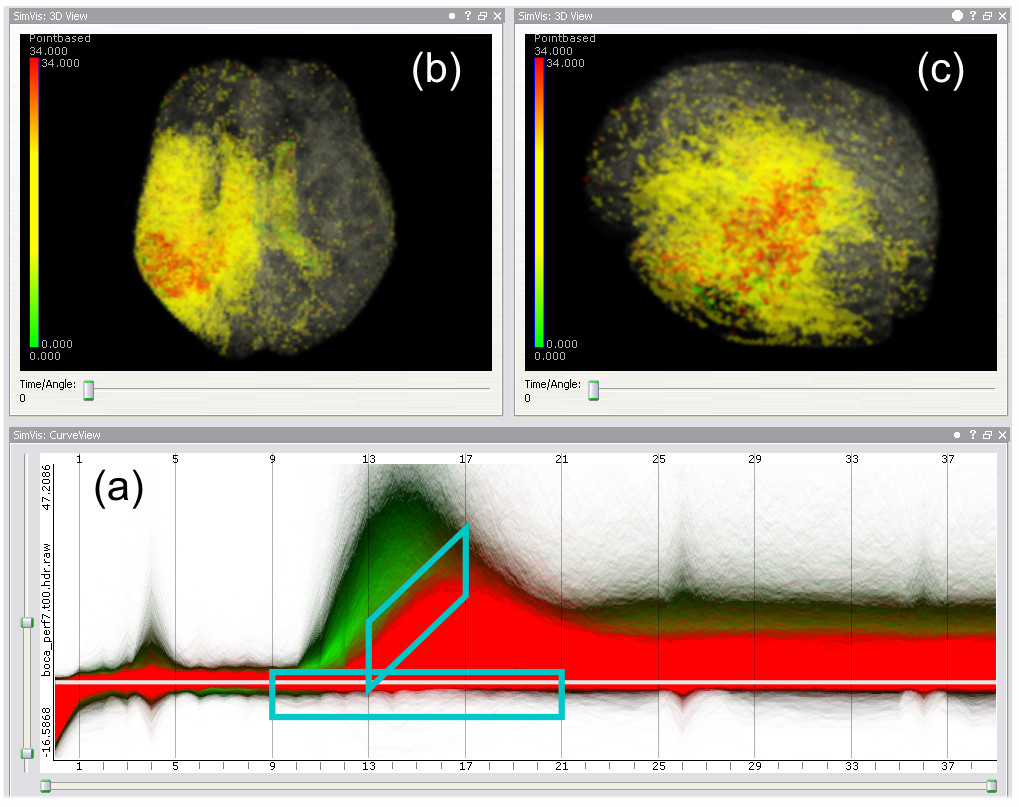 SimVis: 3D View
Pointbased
34.000
34.000
(b)
0.000
0.000
Time/Angle:
0
SimVis: 3D View
Pointbased
34.000
34.000
(c)
0.000
0.000
Time/Angle:
0
SimVis: CurveView
(a)
1 5 9 13 17 21 25 29 33 37
47.2086
boca_perf7.t00.hdr.raw
-16.5868
1 5 9 13 17 21 25 29 33 37